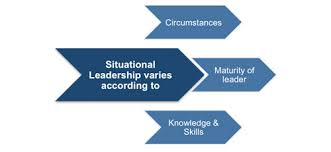 Circumstances
Situational
Leadership varies
according to
Maturity of
leader
Knowledge &
Skills